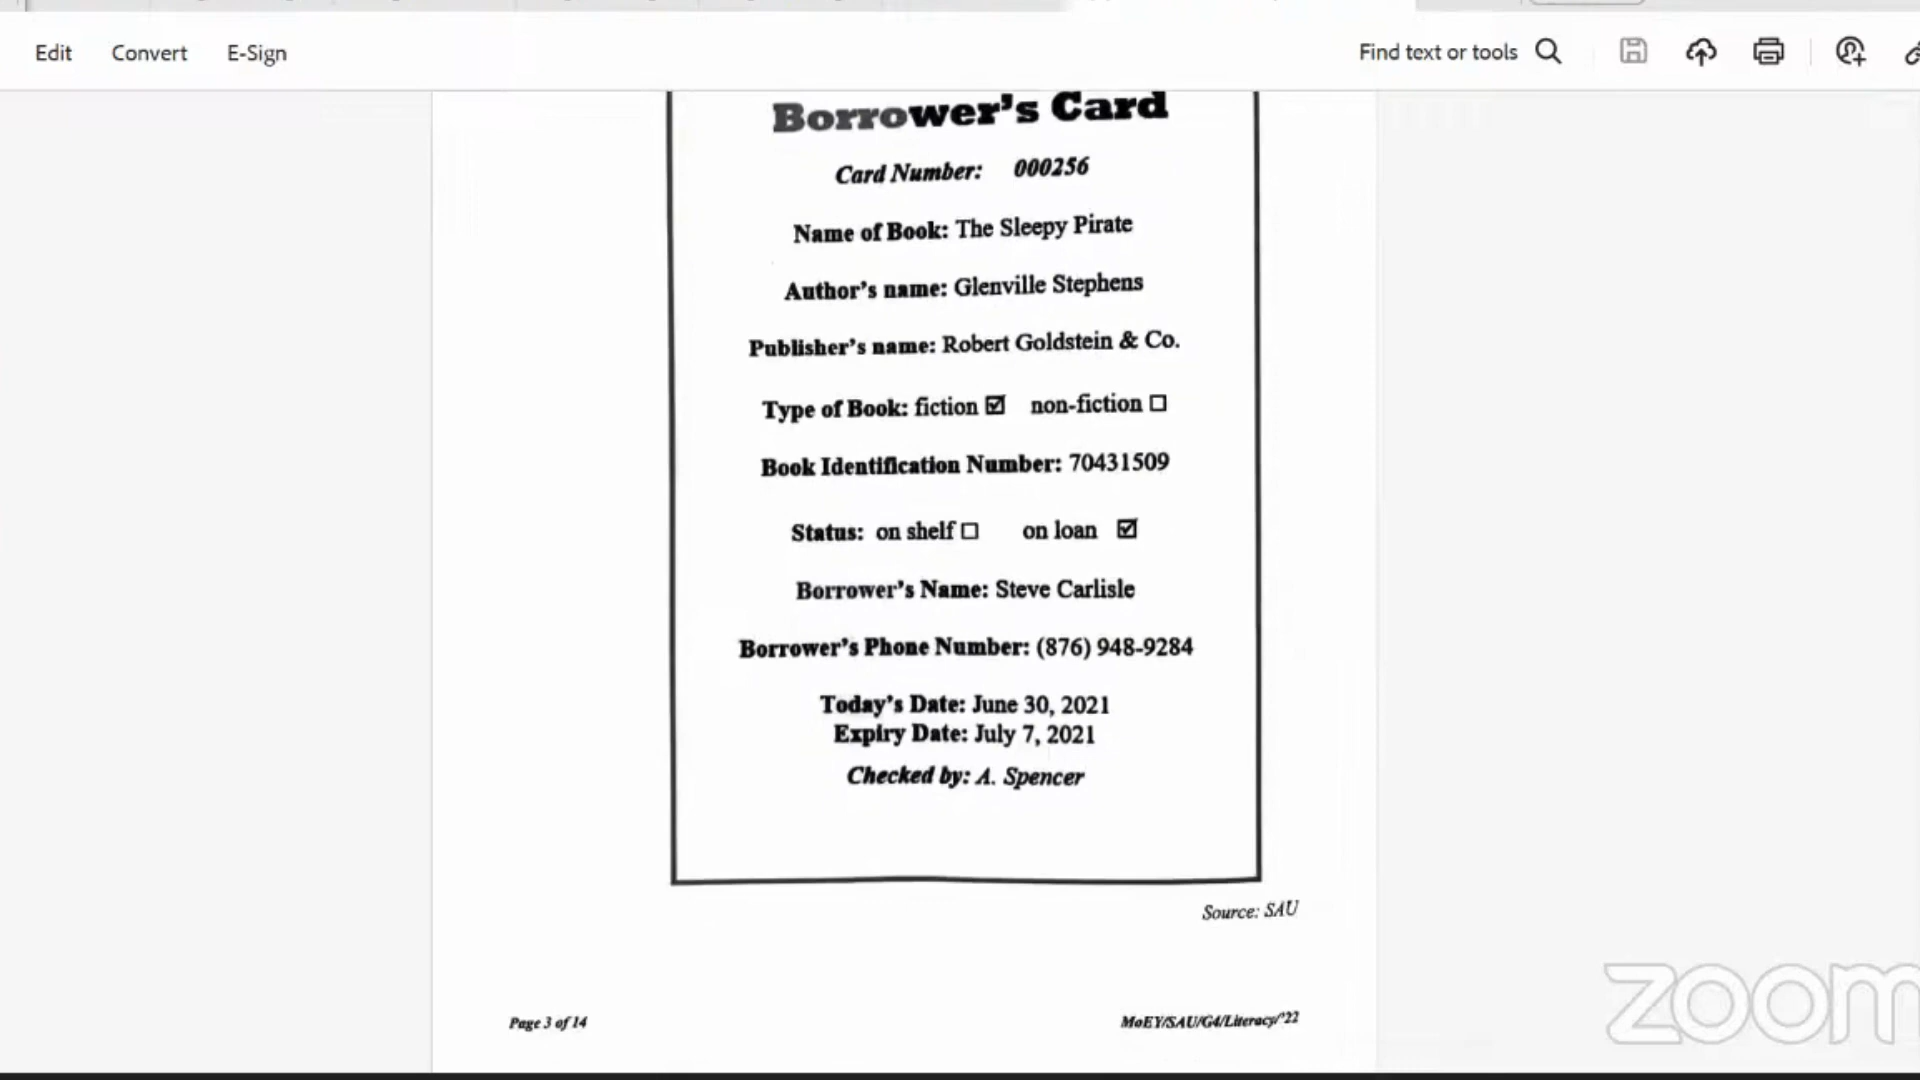 Edit Convert E-Sign Find text or tools
Borrower's Card
Card Number: 000256
Name of Book: The Sleepy Pirate
Author's name: Glenville Stephens
Publisher's name: Robert Goldstein & Co.
Type of Book: fiction ☑ non-fiction ☐
Book Identification Number: 70431509
Status: on shelf ☐ on loan ☑
Borrower's Name: Steve Carlisle
Borrower's Phone Number: (876) 948-9284
Today's Date: June 30, 2021
Expiry Date: July 7, 2021
Checked by: A. Spencer
Source: SAU
Page 3 of 14 MoEY/SAU/G4/Literacy/'22
zoom